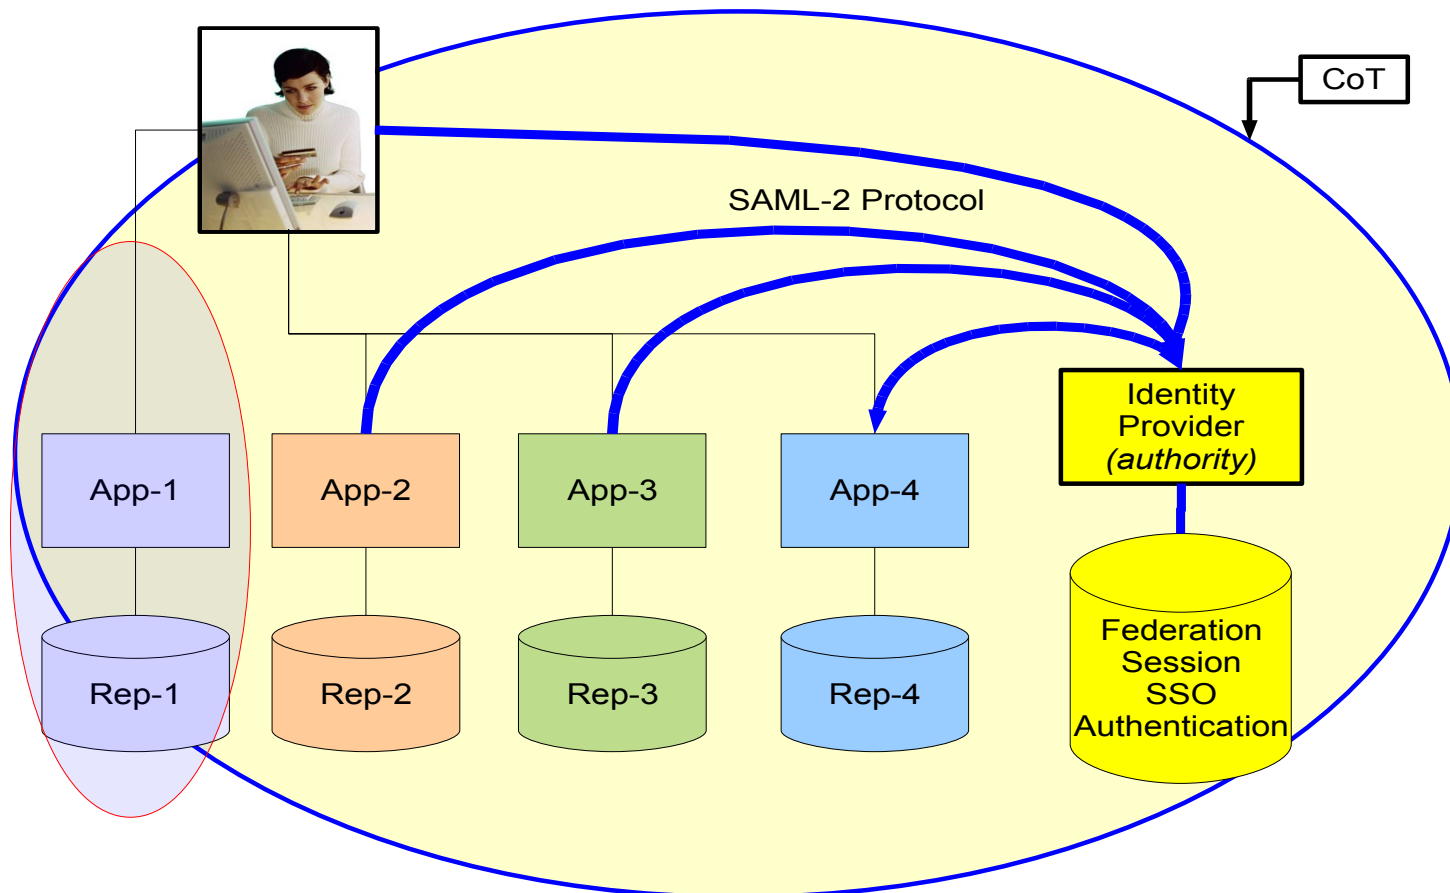 CoT
SAML-2 Protocol
Identity
Provider
(authority)
App-1
App-2
App-3
App-4
Federation
Session
SSO
Authentication
Rep-1
Rep-2
Rep-3
Rep-4